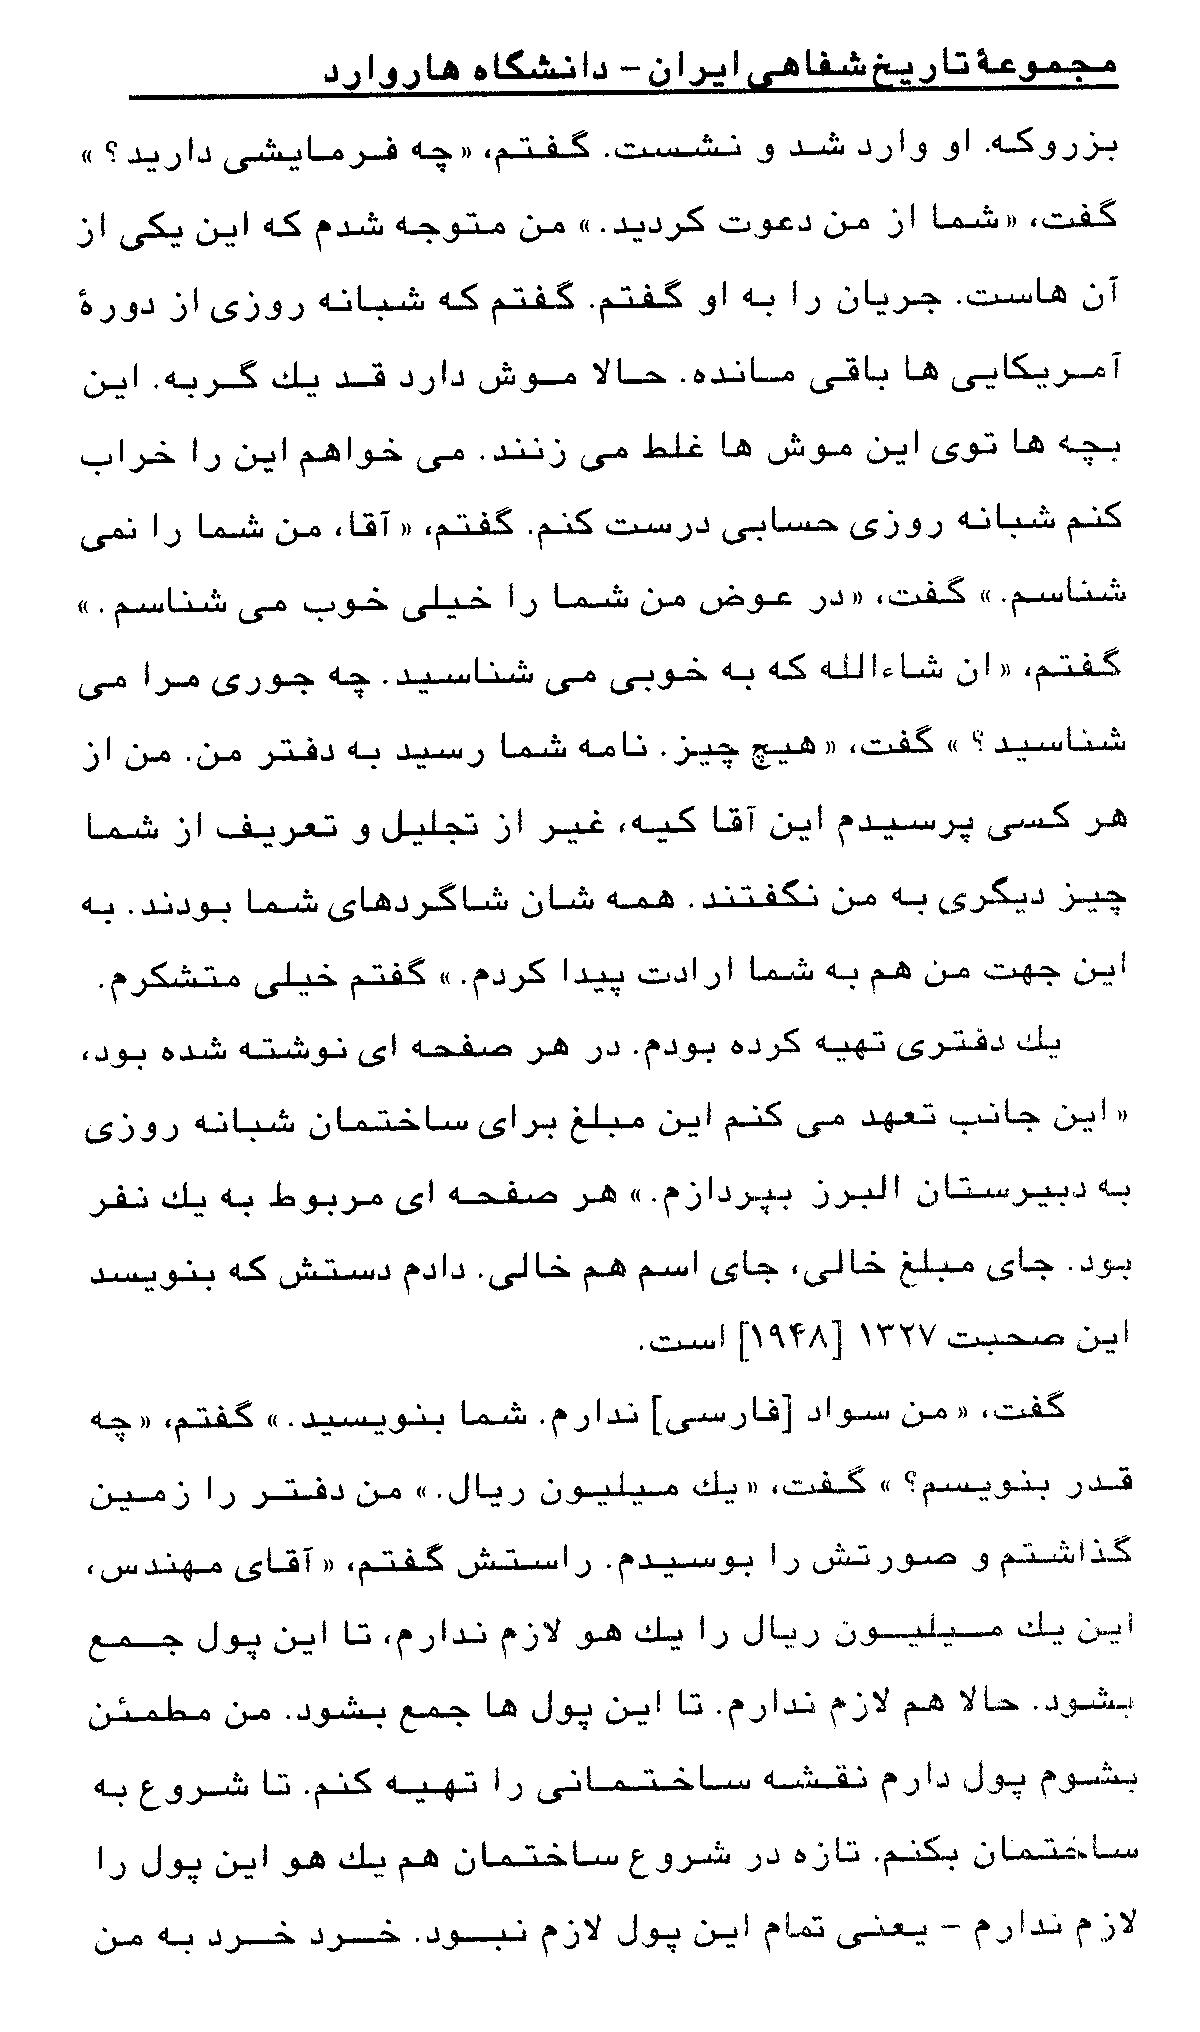 مجموعهٔ تاریخ شفاهی ایران - دانشگاه هاروارد
بزروکه. او وارد شد و نشست. گفتم، «چه فرمایشی دارید؟»
گفت، «شما از من دعوت کردید.» من متوجه شدم که این یکی از
آن هاست. جریان را به او گفتم. گفتم که شبانه روزی از دورهٔ
آمریکایی ها باقی مانده. حالا موش دارد قد یك گربه. این
بچه ها توی این موش ها غلط می زنند. می خواهم این را خراب
کنم شبانه روزی حسابی درست کنم. گفتم، «آقا، من شما را نمی
شناسم.» گفت، «در عوض من شما را خیلی خوب می شناسم.»
گفتم، «ان شاءالله که به خوبی می شناسید. چه جوری مرا می
شناسید؟» گفت، «هیچ چیز. نامه شما رسید به دفتر من. من از
هر کسی پرسیدم این آقا کیه، غیر از تجلیل و تعریف از شما
چیز دیگری به من نگفتند. همه شان شاگردهای شما بودند. به
این جهت من هم به شما ارادت پیدا کردم.» گفتم خیلی متشکرم.
یك دفتری تهیه کرده بودم. در هر صفحه ای نوشته شده بود،
«این جانب تعهد می کنم این مبلغ برای ساختمان شبانه روزی
به دبیرستان البرز بپردازم.» هر صفحه ای مربوط به یك نفر
بود. جای مبلغ خالی، جای اسم هم خالی. دادم دستش که بنویسد
این صحبت ۱۳۲۷ [۱۹۴۸] است.
گفت، «من سواد [فارسی] ندارم. شما بنویسید.» گفتم، «چه
قدر بنویسم؟» گفت، «یك میلیون ریال.» من دفتر را زمین
گذاشتم و صورتش را بوسیدم. راستش گفتم، «آقای مهندس،
این یك میلیون ریال را یك هو لازم ندارم، تا این پول جمع
بشود. حالا هم لازم ندارم. تا این پول ها جمع بشود. من مطمئن
بشوم پول دارم نقشه ساختمانی را تهیه کنم. تا شروع به
ساختمان بکنم. تازه در شروع ساختمان هم یك هو این پول را
لازم ندارم - یعنی تمام این پول لازم نبود. خرد خرد به من